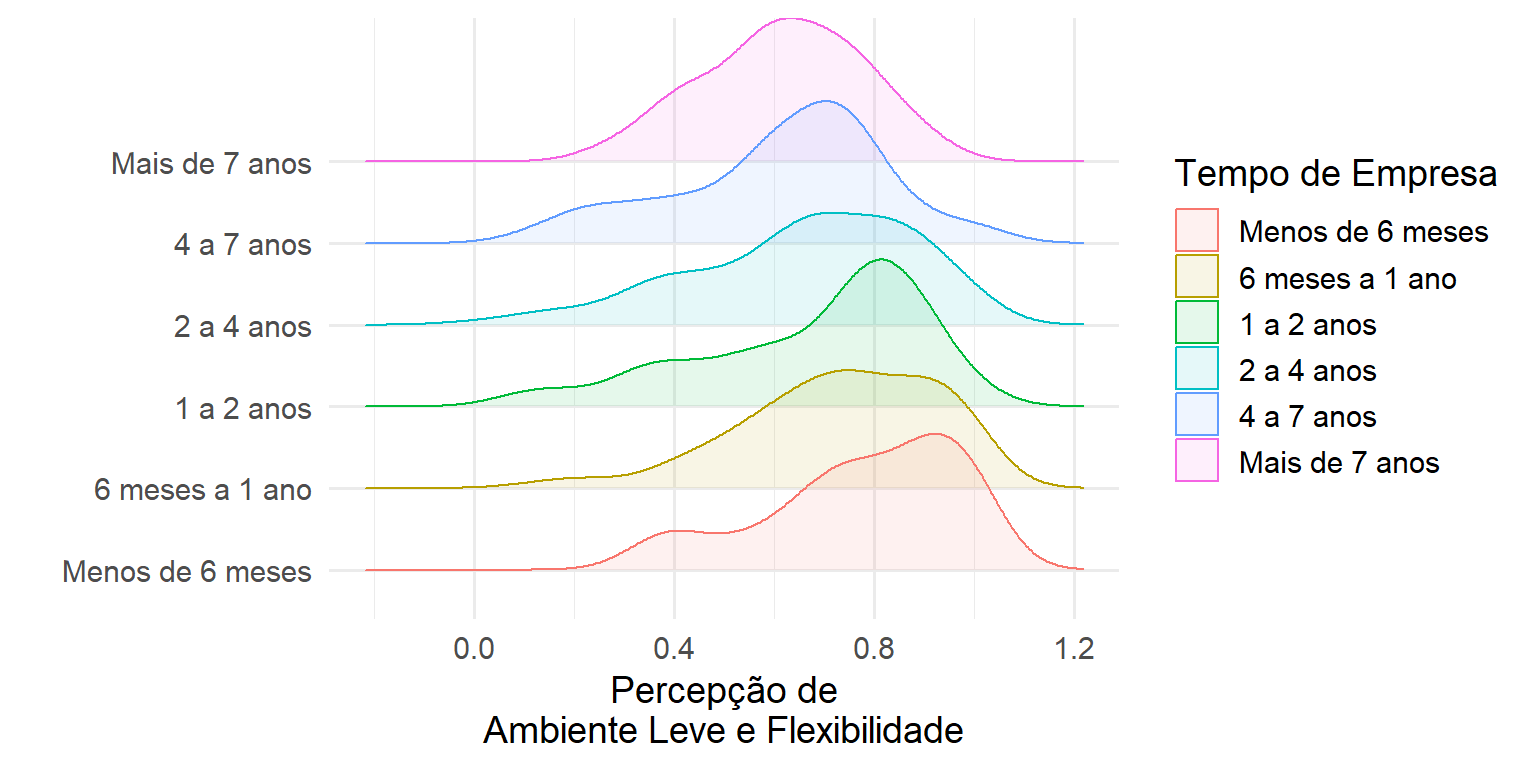 Mais de 7 anos
4 a 7 anos
2 a 4 anos
1 a 2 anos
6 meses a 1 ano
Menos de 6 meses
0.0
0.4
0.8
1.2
Percepção de
Ambiente Leve e Flexibilidade
Tempo de Empresa
Menos de 6 meses
6 meses a 1 ano
1 a 2 anos
2 a 4 anos
4 a 7 anos
Mais de 7 anos